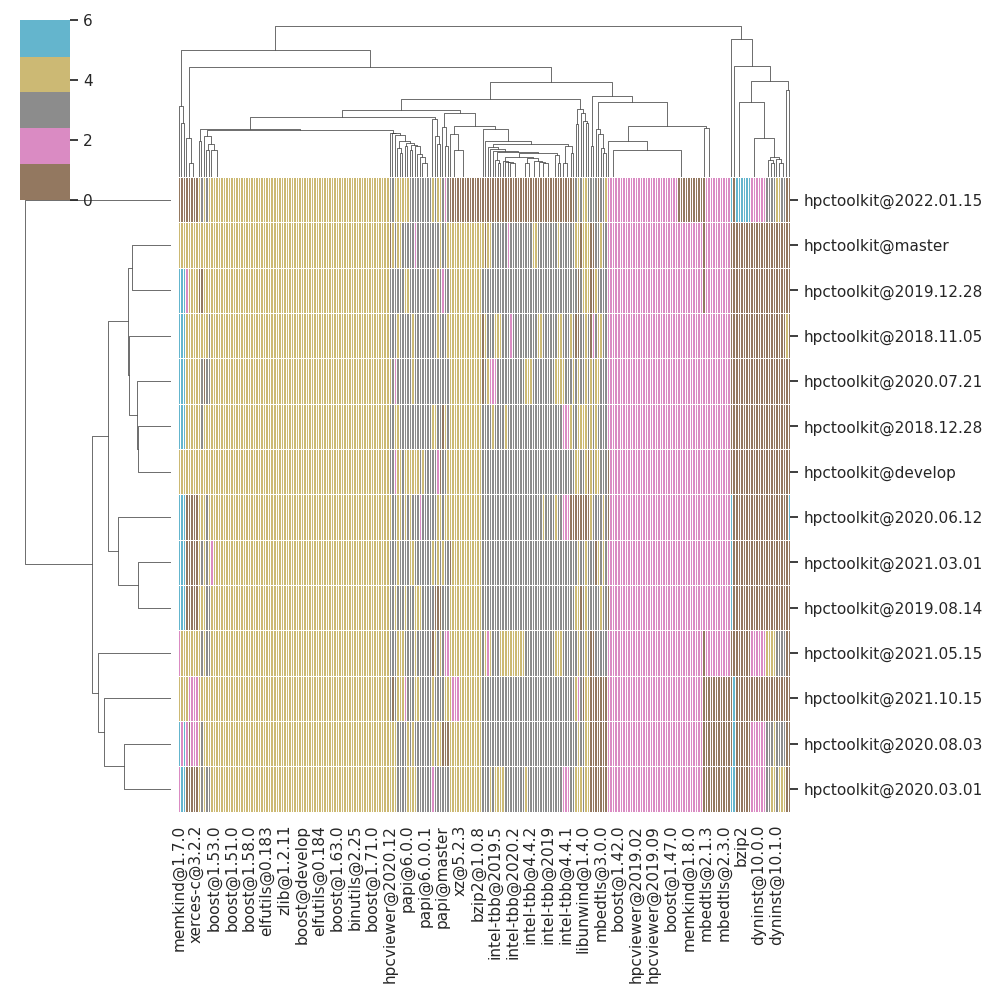 6
4
2
0
hpctoolkit@2022.01.15
hpctoolkit@master
hpctoolkit@2019.12.28
hpctoolkit@2018.11.05
hpctoolkit@2020.07.21
hpctoolkit@2018.12.28
hpctoolkit@develop
hpctoolkit@2020.06.12
hpctoolkit@2021.03.01
hpctoolkit@2019.08.14
hpctoolkit@2021.05.15
hpctoolkit@2021.10.15
hpctoolkit@2020.08.03
hpctoolkit@2020.03.01
memkind@1.7.0
xerces-c@3.2.2
boost@1.53.0
boost@1.51.0
boost@1.58.0
elfutils@0.183
zlib@1.2.11
boost@develop
elfutils@0.184
boost@1.63.0
binutils@2.25
boost@1.71.0
hpcviewer@2020.12
papi@6.0.0
papi@6.0.0.1
papi@master
xz@5.2.3
bzip2@1.0.8
intel-tbb@2019.5
intel-tbb@2020.2
intel-tbb@4.4.2
intel-tbb@2019
intel-tbb@4.4.1
libunwind@1.4.0
mbedtls@3.0.0
boost@1.42.0
hpcviewer@2019.02
hpcviewer@2019.09
boost@1.47.0
memkind@1.8.0
mbedtls@2.1.3
mbedtls@2.3.0
bzip2
dyninst@10.0.0
dyninst@10.1.0